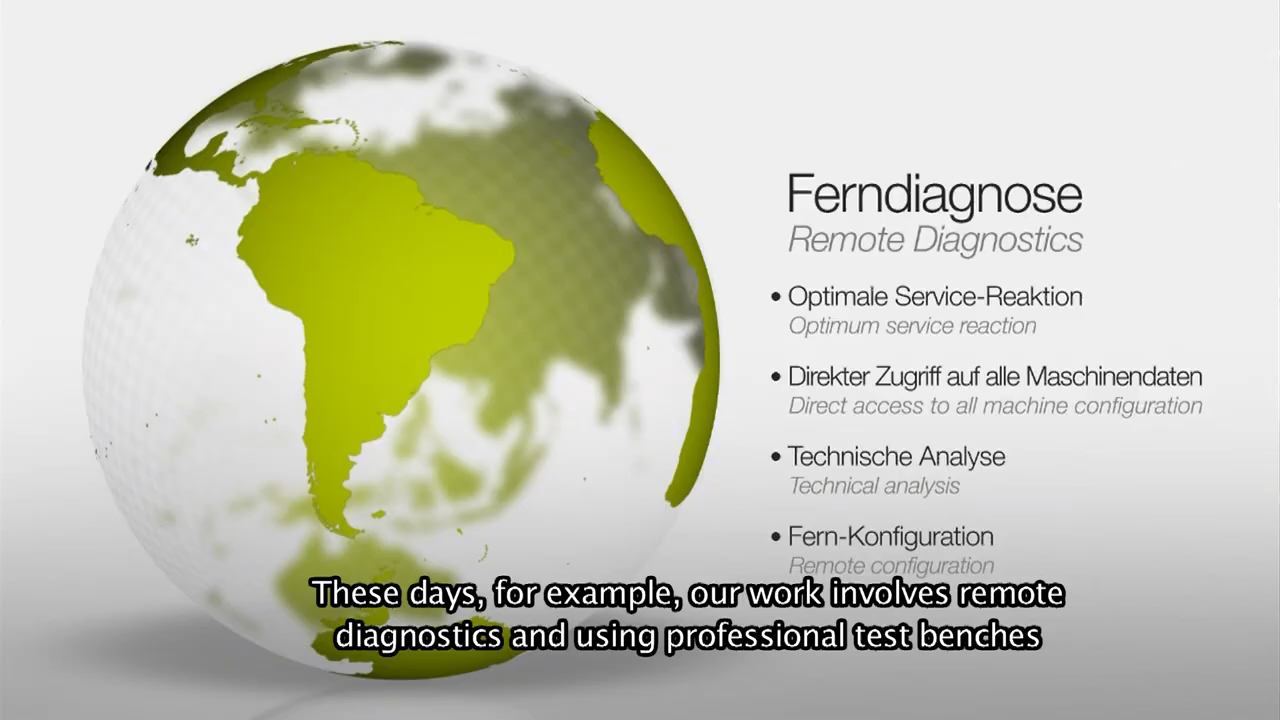 Ferndiagnose
Remote Diagnostics
• Optimale Service-Reaktion
Optimum service reaction
• Direkter Zugriff auf alle Maschinendaten
Direct access to all machine configuration
• Technische Analyse
Technical analysis
• Fern-Konfiguration
Remote configuration
These days, for example, our work involves remote
diagnostics and using professional test benches